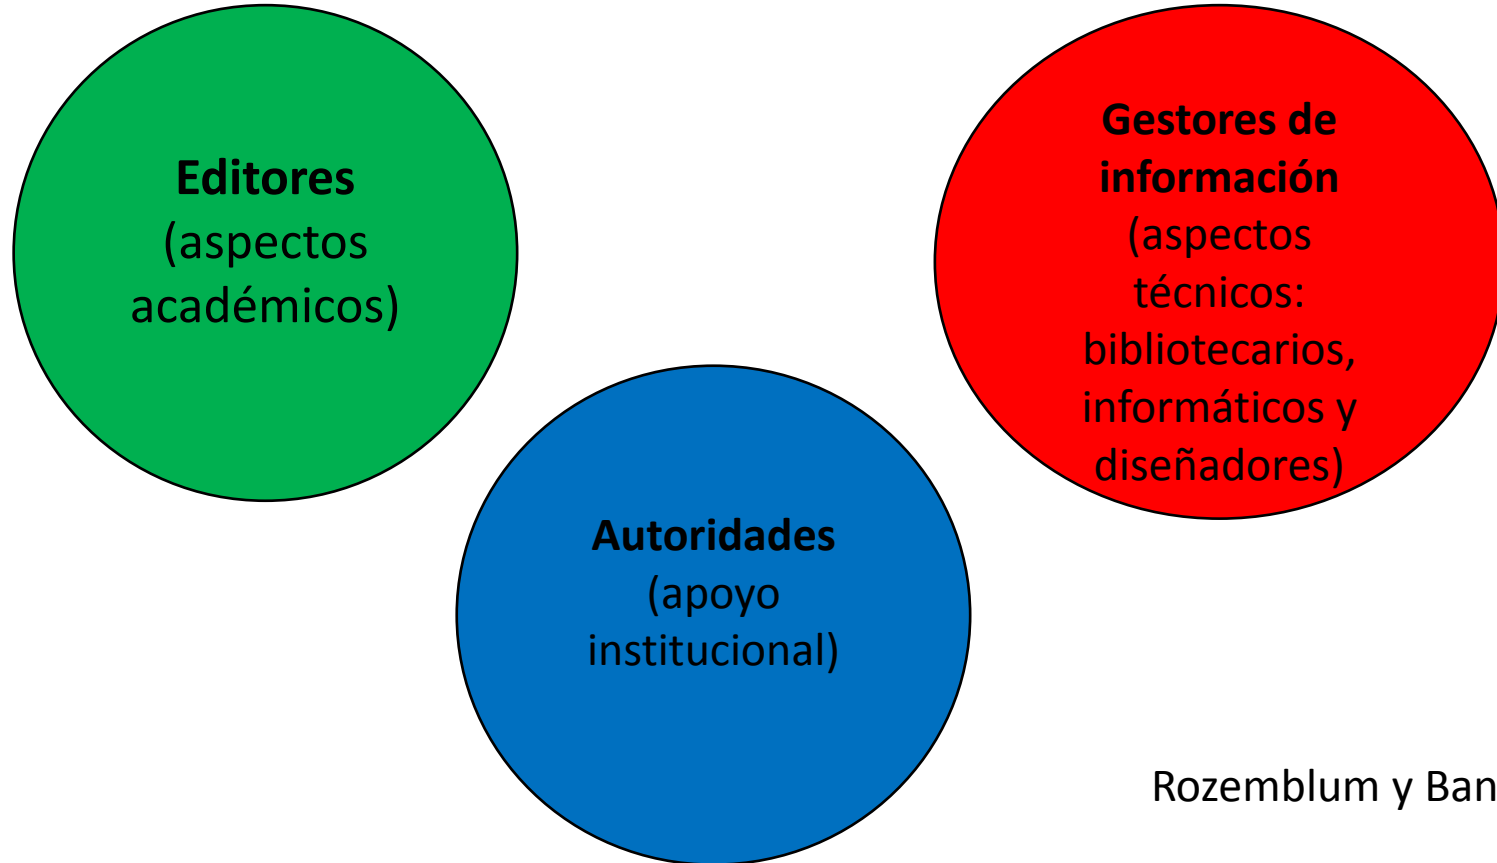 Editores
(aspectos
académicos)
Gestores de
información
(aspectos
técnicos:
bibliotecarios,
informáticos y
diseñadores)
Autoridades
(apoyo
institucional)
Rozemblum y Ban